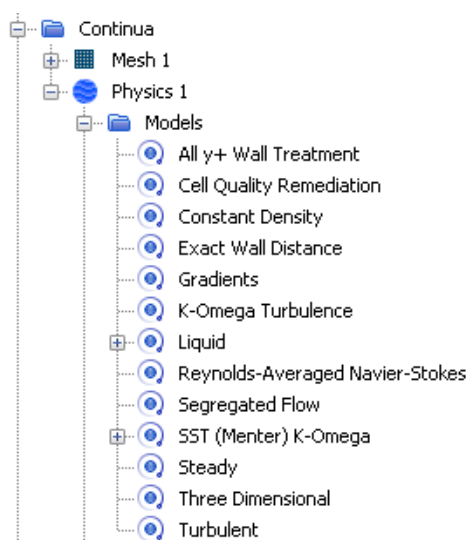 Continua
Mesh 1
Physics 1
Models
All y+ Wall Treatment
Cell Quality Remediation
Constant Density
Exact Wall Distance
Gradients
K-Omega Turbulence
Liquid
Reynolds-Averaged Navier-Stokes
Segregated Flow
SST (Menter) K-Omega
Steady
Three Dimensional
Turbulent